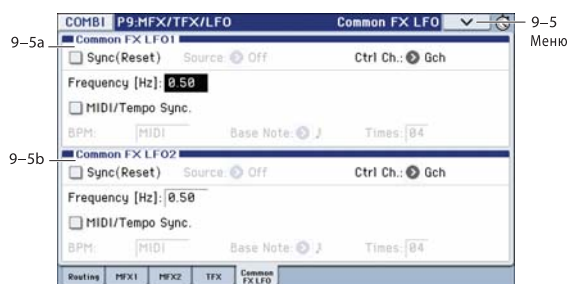 COMBI P9:MFX/TFX/LFO Common FX LFO 9–5
Меню
9–5a Common FX LFO1
Sync(Reset) Source: Off Ctrl Ch.: Gch
Frequency [Hz]: 0.50
MIDI/Tempo Sync.
BPM: MIDI Base Note: ♪ Times: 04
9–5b Common FX LFO2
Sync(Reset) Source: Off Ctrl Ch.: Gch
Frequency [Hz]: 0.50
MIDI/Tempo Sync.
BPM: MIDI Base Note: ♪ Times: 04
Routing MFX1 MFX2 TFX Common FX LFO